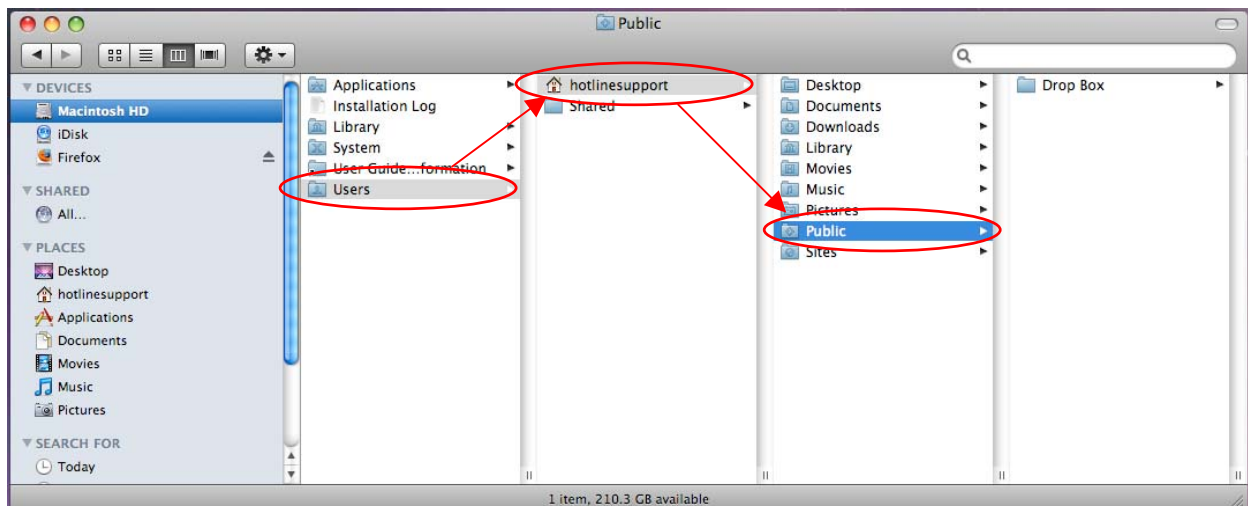 Public
DEVICES
Macintosh HD
iDisk
Firefox
SHARED
All...
PLACES
Desktop
hotlinesupport
Applications
Documents
Movies
Music
Pictures
SEARCH FOR
Today
Applications
Installation Log
Library
System
User Guide...formation
Users
hotlinesupport
Shared
Desktop
Documents
Downloads
Library
Movies
Music
Pictures
Public
Sites
Drop Box
1 item, 210.3 GB available